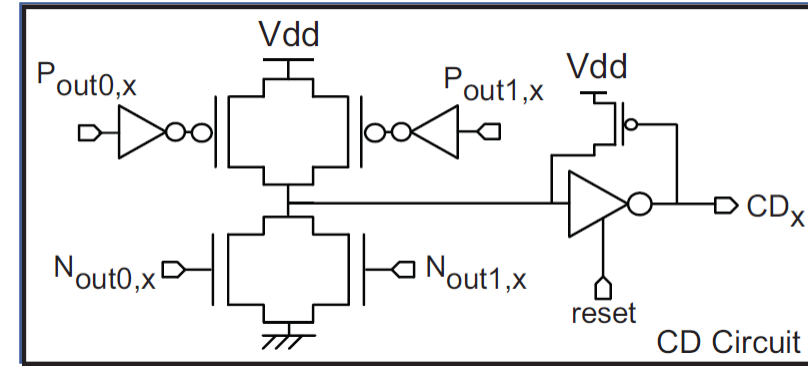 Vdd
Pout0,x
Pout1,x
Vdd
CDX
Nout0,x
Nout1,x
reset
CD Circuit